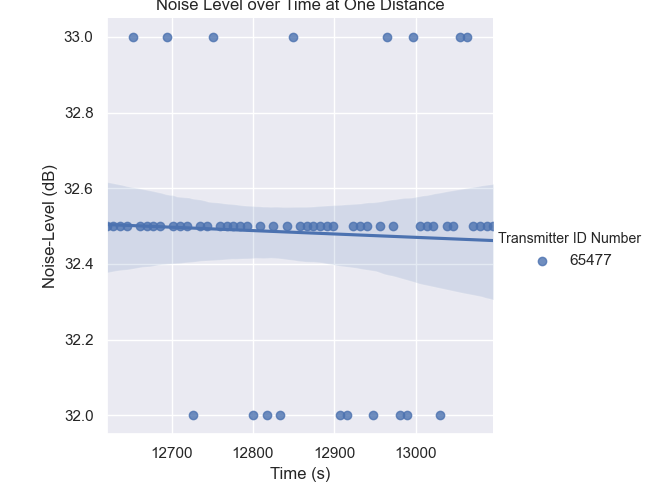 Noise Level over Time at One Distance
33.0
32.8
32.6
32.4
32.2
32.0
Noise-Level (dB)
12700 12800 12900 13000
Time (s)
Transmitter ID Number
65477